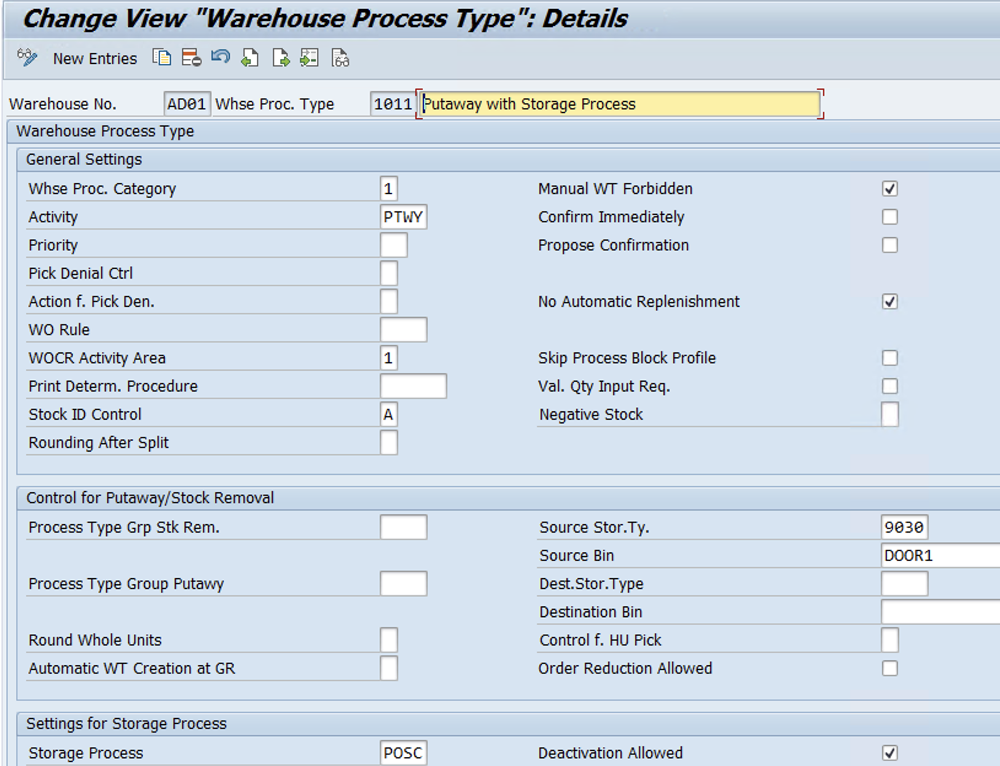 Change View "Warehouse Process Type": Details
New Entries
Warehouse No. AD01 Whse Proc. Type 1011 Putaway with Storage Process
Warehouse Process Type
General Settings
Whse Proc. Category 1 Manual WT Forbidden
Activity PTWY Confirm Immediately
Priority Propose Confirmation
Pick Denial Ctrl
Action f. Pick Den. No Automatic Replenishment
WO Rule
WOCR Activity Area 1 Skip Process Block Profile
Print Determ. Procedure Val. Qty Input Req.
Stock ID Control A Negative Stock
Rounding After Split
Control for Putaway/Stock Removal
Process Type Grp Stk Rem. Source Stor.Ty. 9030
Source Bin DOOR1
Process Type Group Putawy Dest.Stor.Type
Destination Bin
Round Whole Units Control f. HU Pick
Automatic WT Creation at GR Order Reduction Allowed
Settings for Storage Process
Storage Process POSC Deactivation Allowed